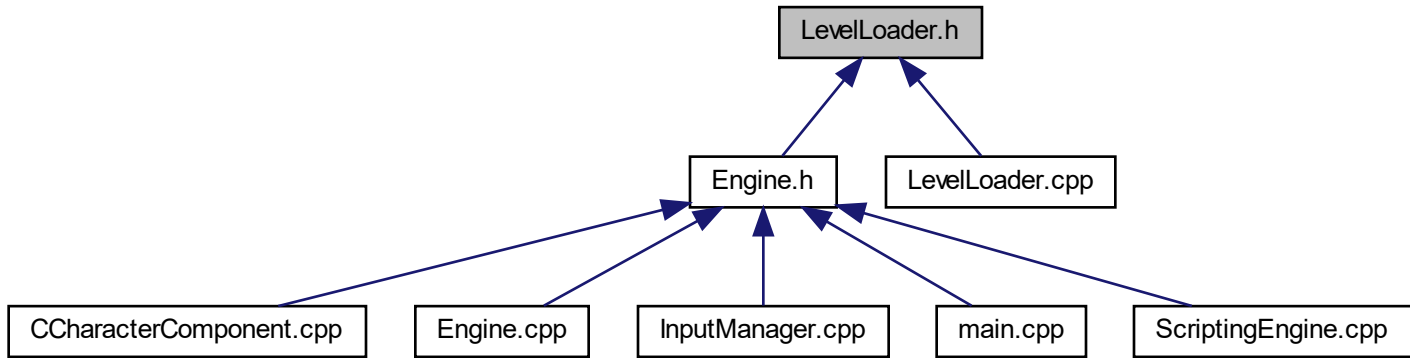 LevelLoader.h
Engine.h
LevelLoader.cpp
CCharacterComponent.cpp
Engine.cpp
InputManager.cpp
main.cpp
ScriptingEngine.cpp